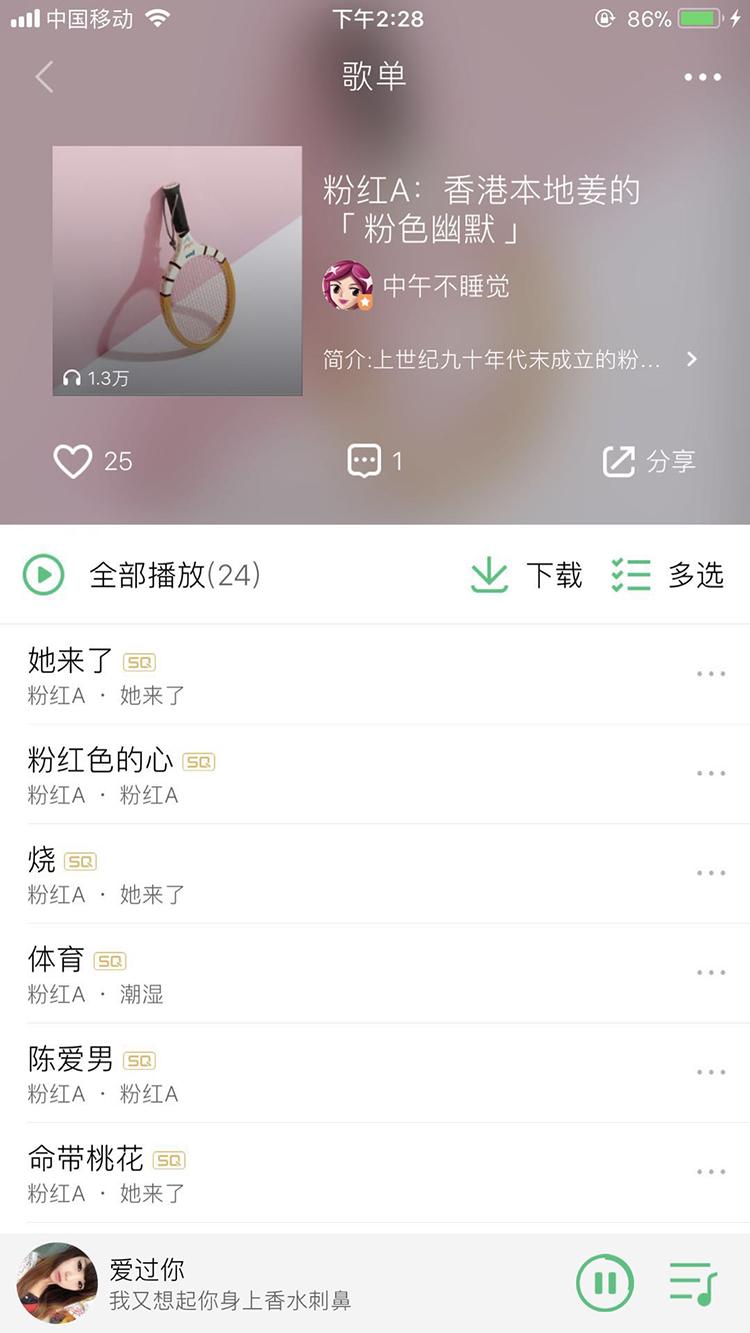 中国移动 下午2:28 86%
歌单
粉红A：香港本地姜的
「粉色幽默」
中午不睡觉
简介:上世纪九十年代末成立的粉...
1.3万
25 1 分享
全部播放(24) 下载 多选
她来了 SQ
粉红A · 她来了
粉红色的心 SQ
粉红A · 粉红A
烧 SQ
粉红A · 她来了
体育 SQ
粉红A · 潮湿
陈爱男 SQ
粉红A · 粉红A
命带桃花 SQ
粉红A · 她来了
爱过你
我又想起你身上香水刺鼻